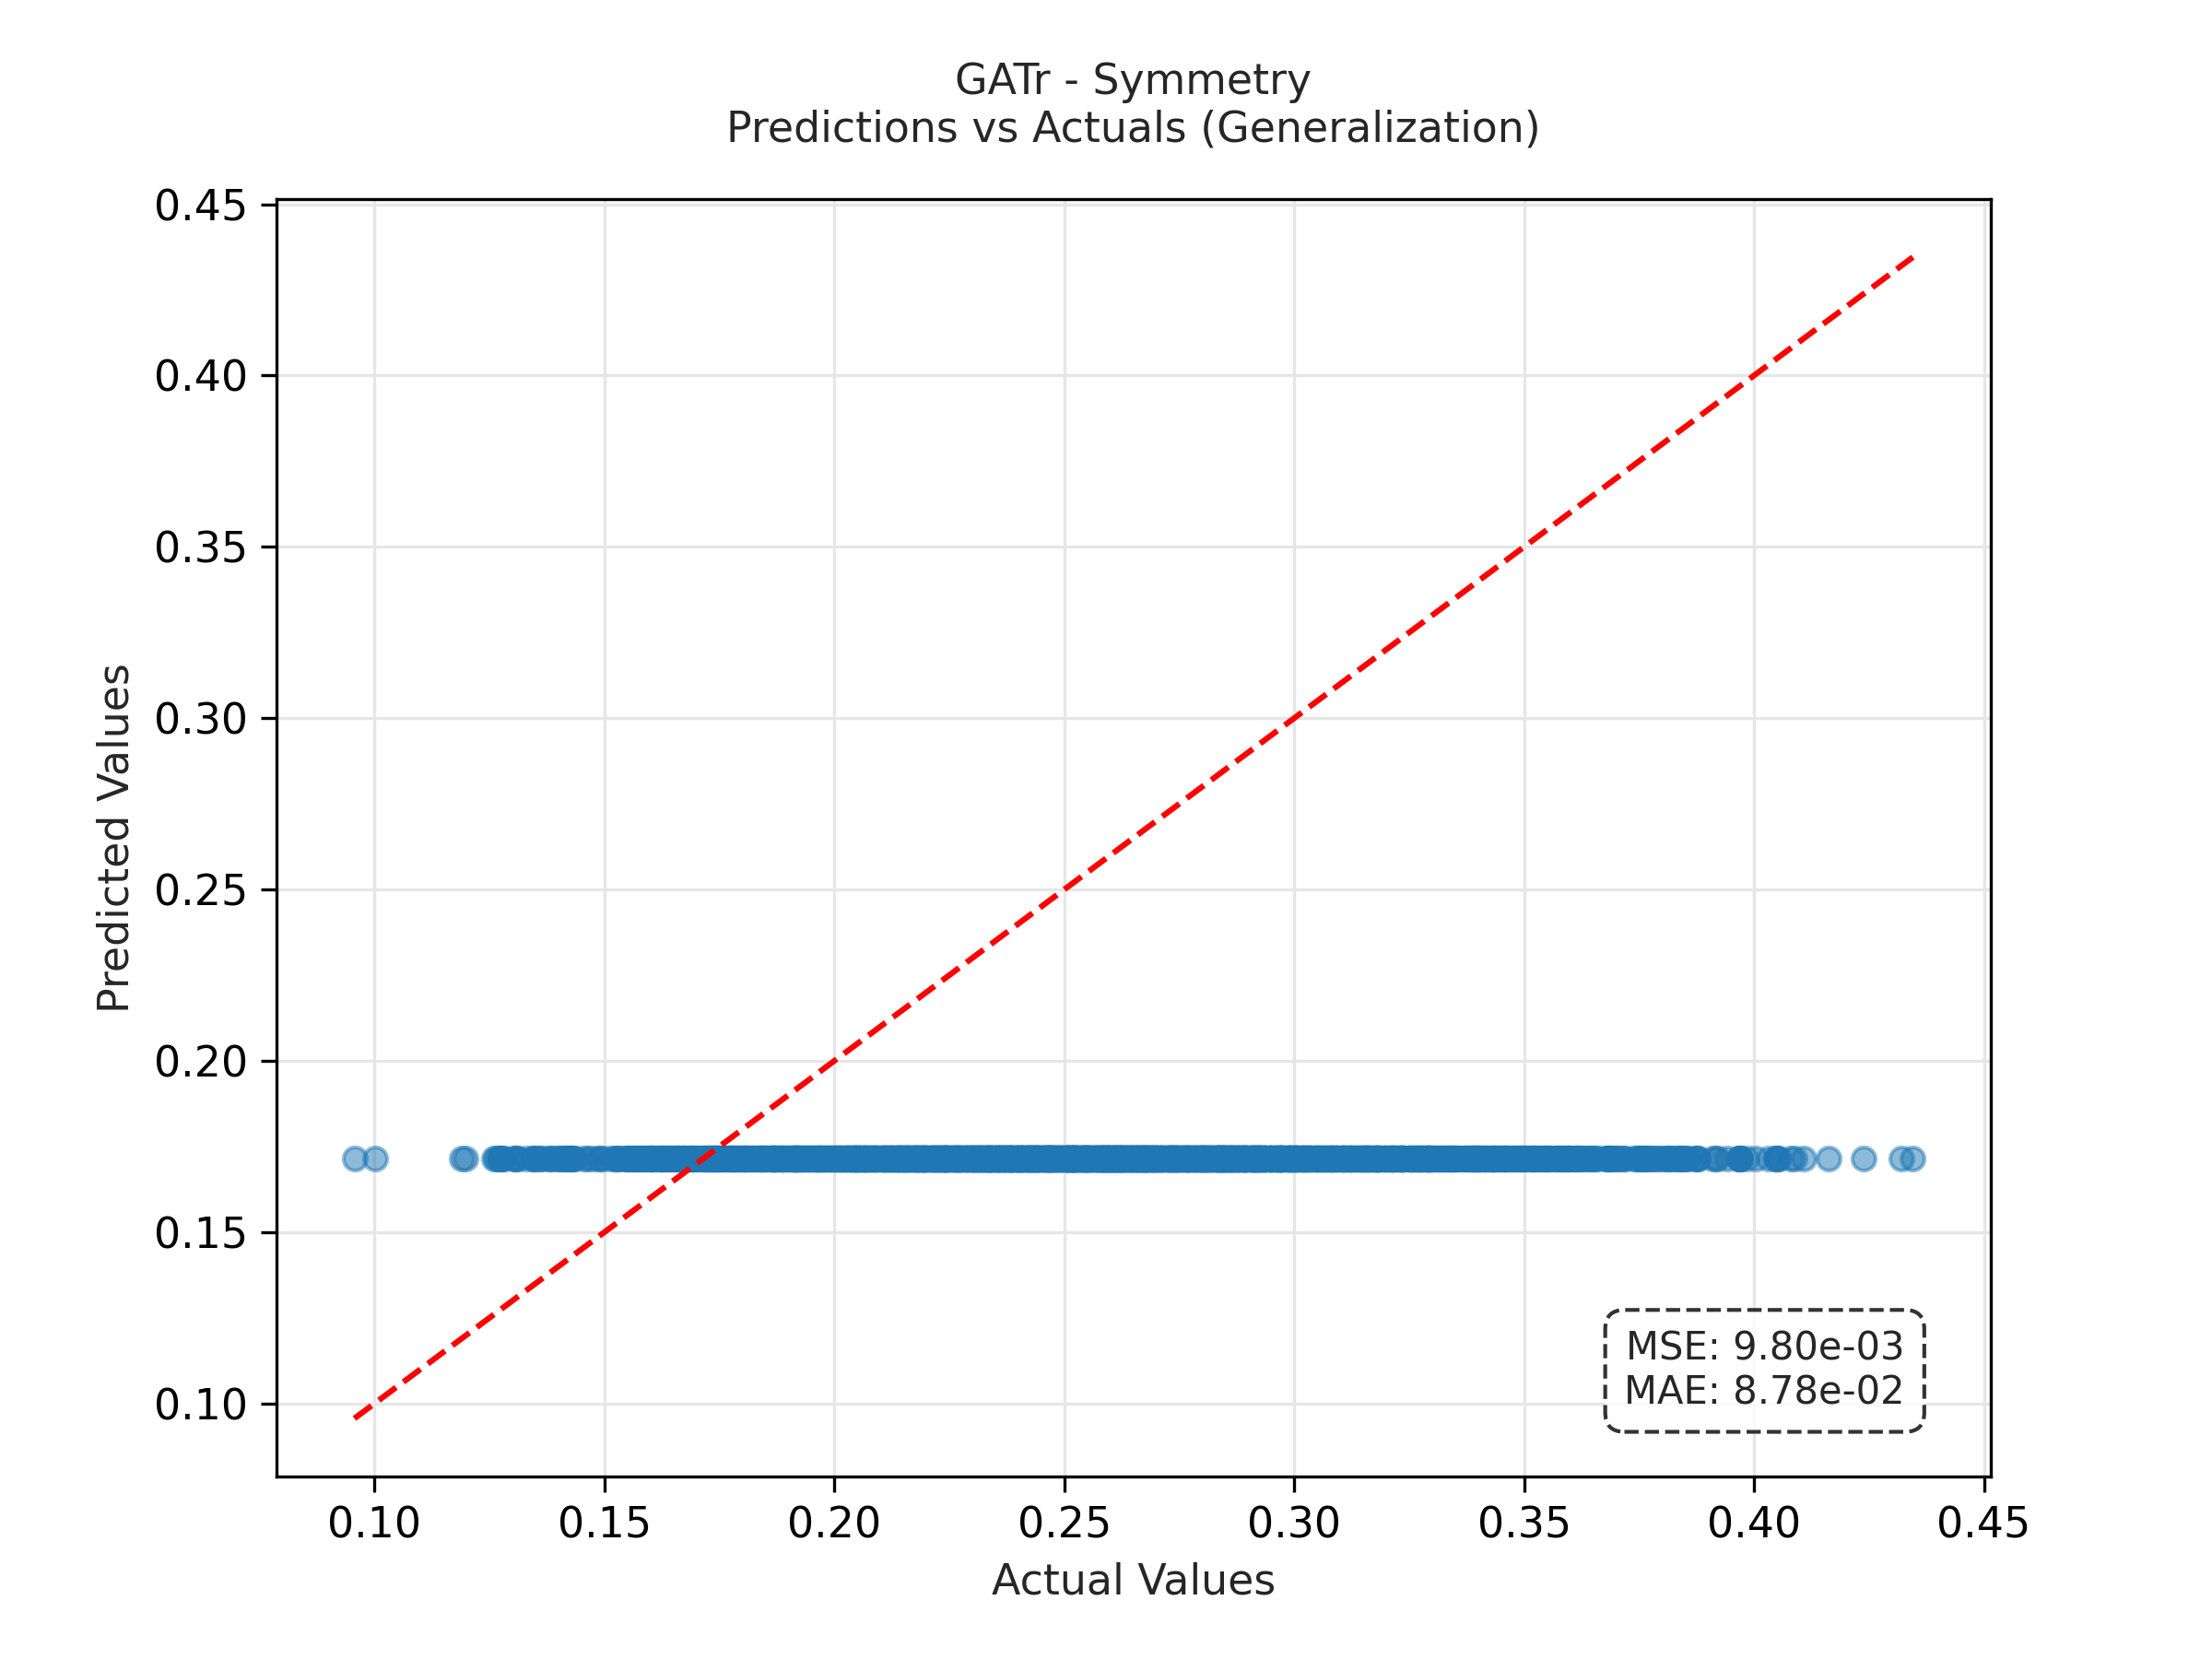 GATr - Symmetry
Predictions vs Actuals (Generalization)
Predicted Values
0.45
0.40
0.35
0.30
0.25
0.20
0.15
0.10
MSE: 9.80e-03
MAE: 8.78e-02
0.10 0.15 0.20 0.25 0.30 0.35 0.40 0.45
Actual Values